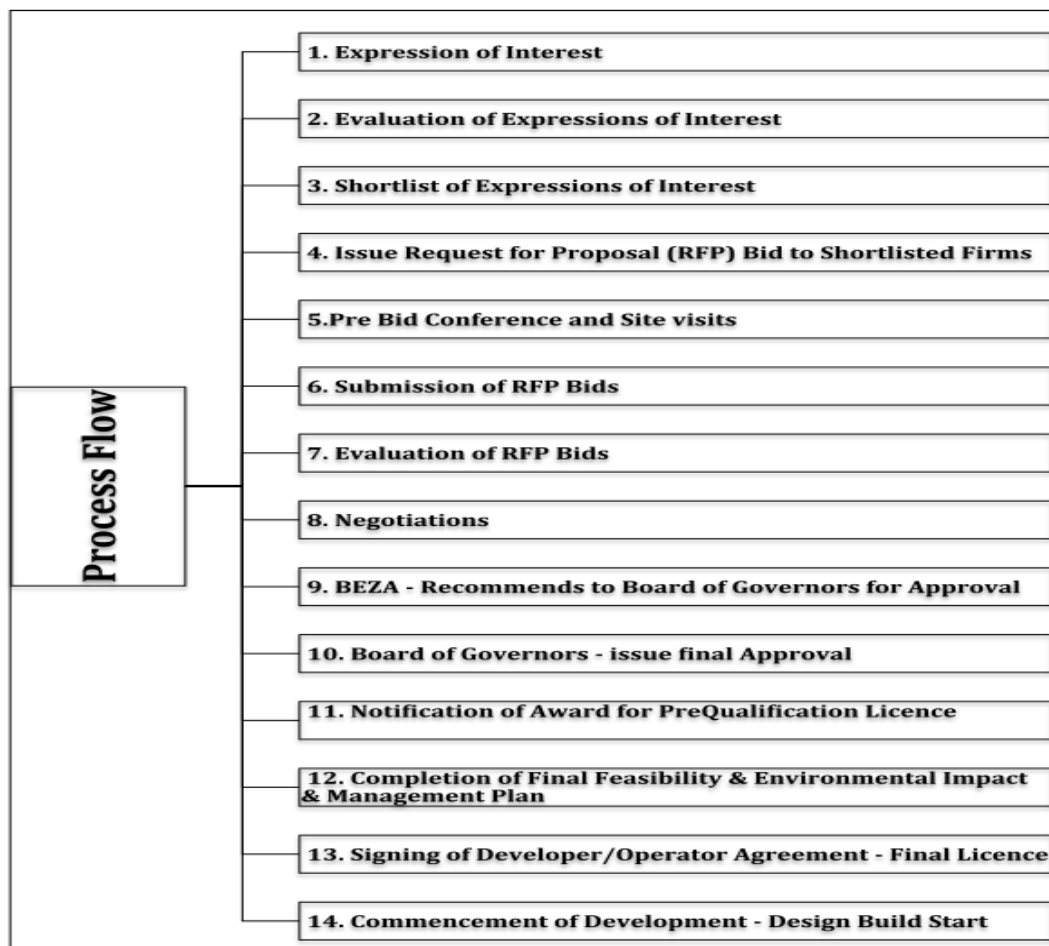 Process Flow
1. Expression of Interest
2. Evaluation of Expressions of Interest
3. Shortlist of Expressions of Interest
4. Issue Request for Proposal (RFP) Bid to Shortlisted Firms
5.Pre Bid Conference and Site visits
6. Submission of RFP Bids
7. Evaluation of RFP Bids
8. Negotiations
9. BEZA - Recommends to Board of Governors for Approval
10. Board of Governors - issue final Approval
11. Notification of Award for PreQualification Licence
12. Completion of Final Feasibility & Environmental Impact
& Management Plan
13. Signing of Developer/Operator Agreement - Final Licence
14. Commencement of Development - Design Build Start